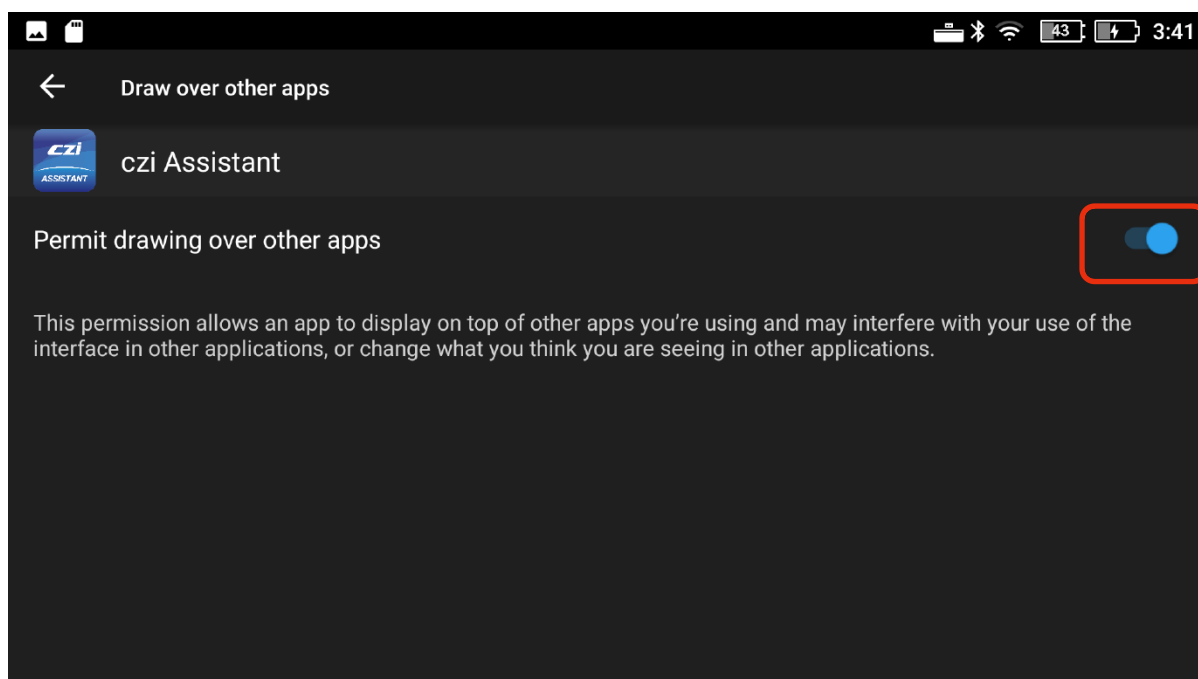 43 3:41
Draw over other apps
czi
ASSISTANT
czi Assistant
Permit drawing over other apps
This permission allows an app to display on top of other apps you're using and may interfere with your use of the
interface in other applications, or change what you think you are seeing in other applications.